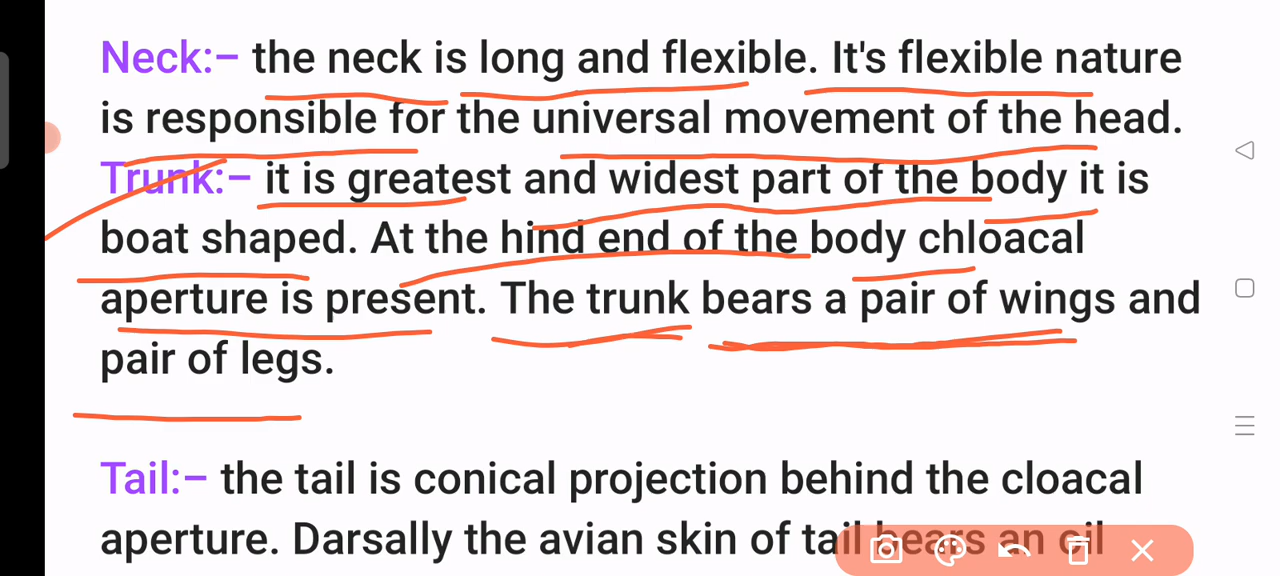 Neck:– the neck is long and flexible. It's flexible nature
is responsible for the universal movement of the head.
Trunk:– it is greatest and widest part of the body it is
boat shaped. At the hind end of the body chloacal
aperture is present. The trunk bears a pair of wings and
pair of legs.
Tail:– the tail is conical projection behind the cloacal
aperture. Darsally the avian skin of tail bears an oil